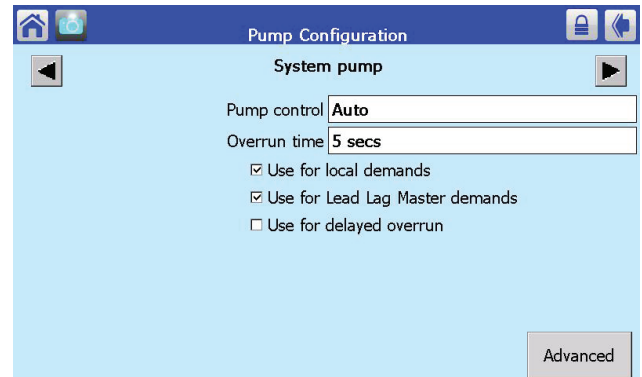 Pump Configuration
System pump
Pump control Auto
Overrun time 5 secs
Use for local demands
Use for Lead Lag Master demands
Use for delayed overrun
Advanced